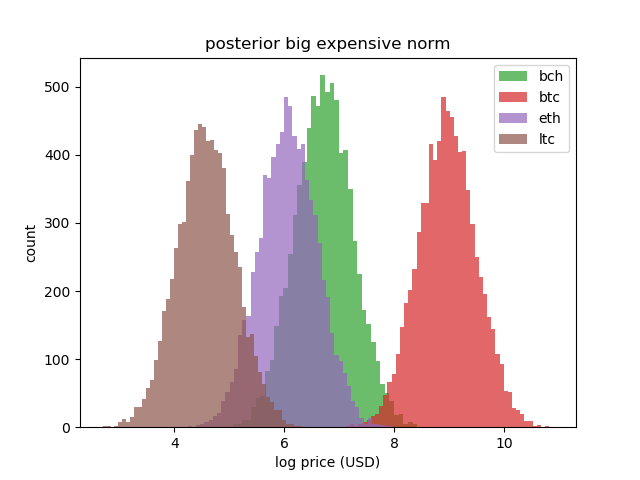 posterior big expensive norm
bch
btc
eth
ltc
500
400
300
200
100
0
count
4
6
8
10
log price (USD)